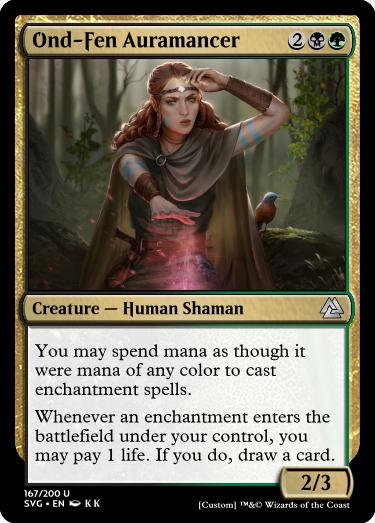 Ond-Fen Auramancer 2
Creature — Human Shaman
You may spend mana as though it
were mana of any color to cast
enchantment spells.
Whenever an enchantment enters the
battlefield under your control, you
may pay 1 life. If you do, draw a card.
2/3
167/200 U
SVG • EN K K
[Custom] ™&© Wizards of the Coast